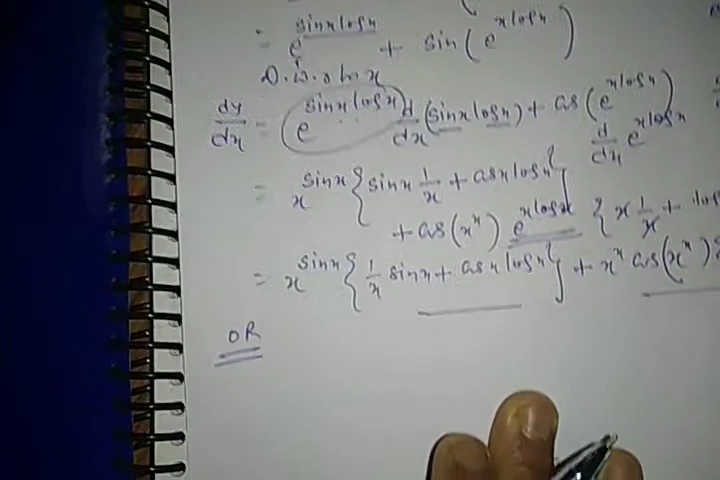 = e^{sinx logx} + sin(e^{x logx})
D.w.r. to x
dy/dx = e^{sinx logx} d/dx (sinx logx) + cos(e^{x logx}) d/dx e^{x logx}
= x^{sinx} {sinx 1/x + cosx logx}
+ cos(x^x) e^{x logx} {x 1/x + log
= x^{sinx} {1/x sinx + cosx logx} + x^x cos(x^x)
OR